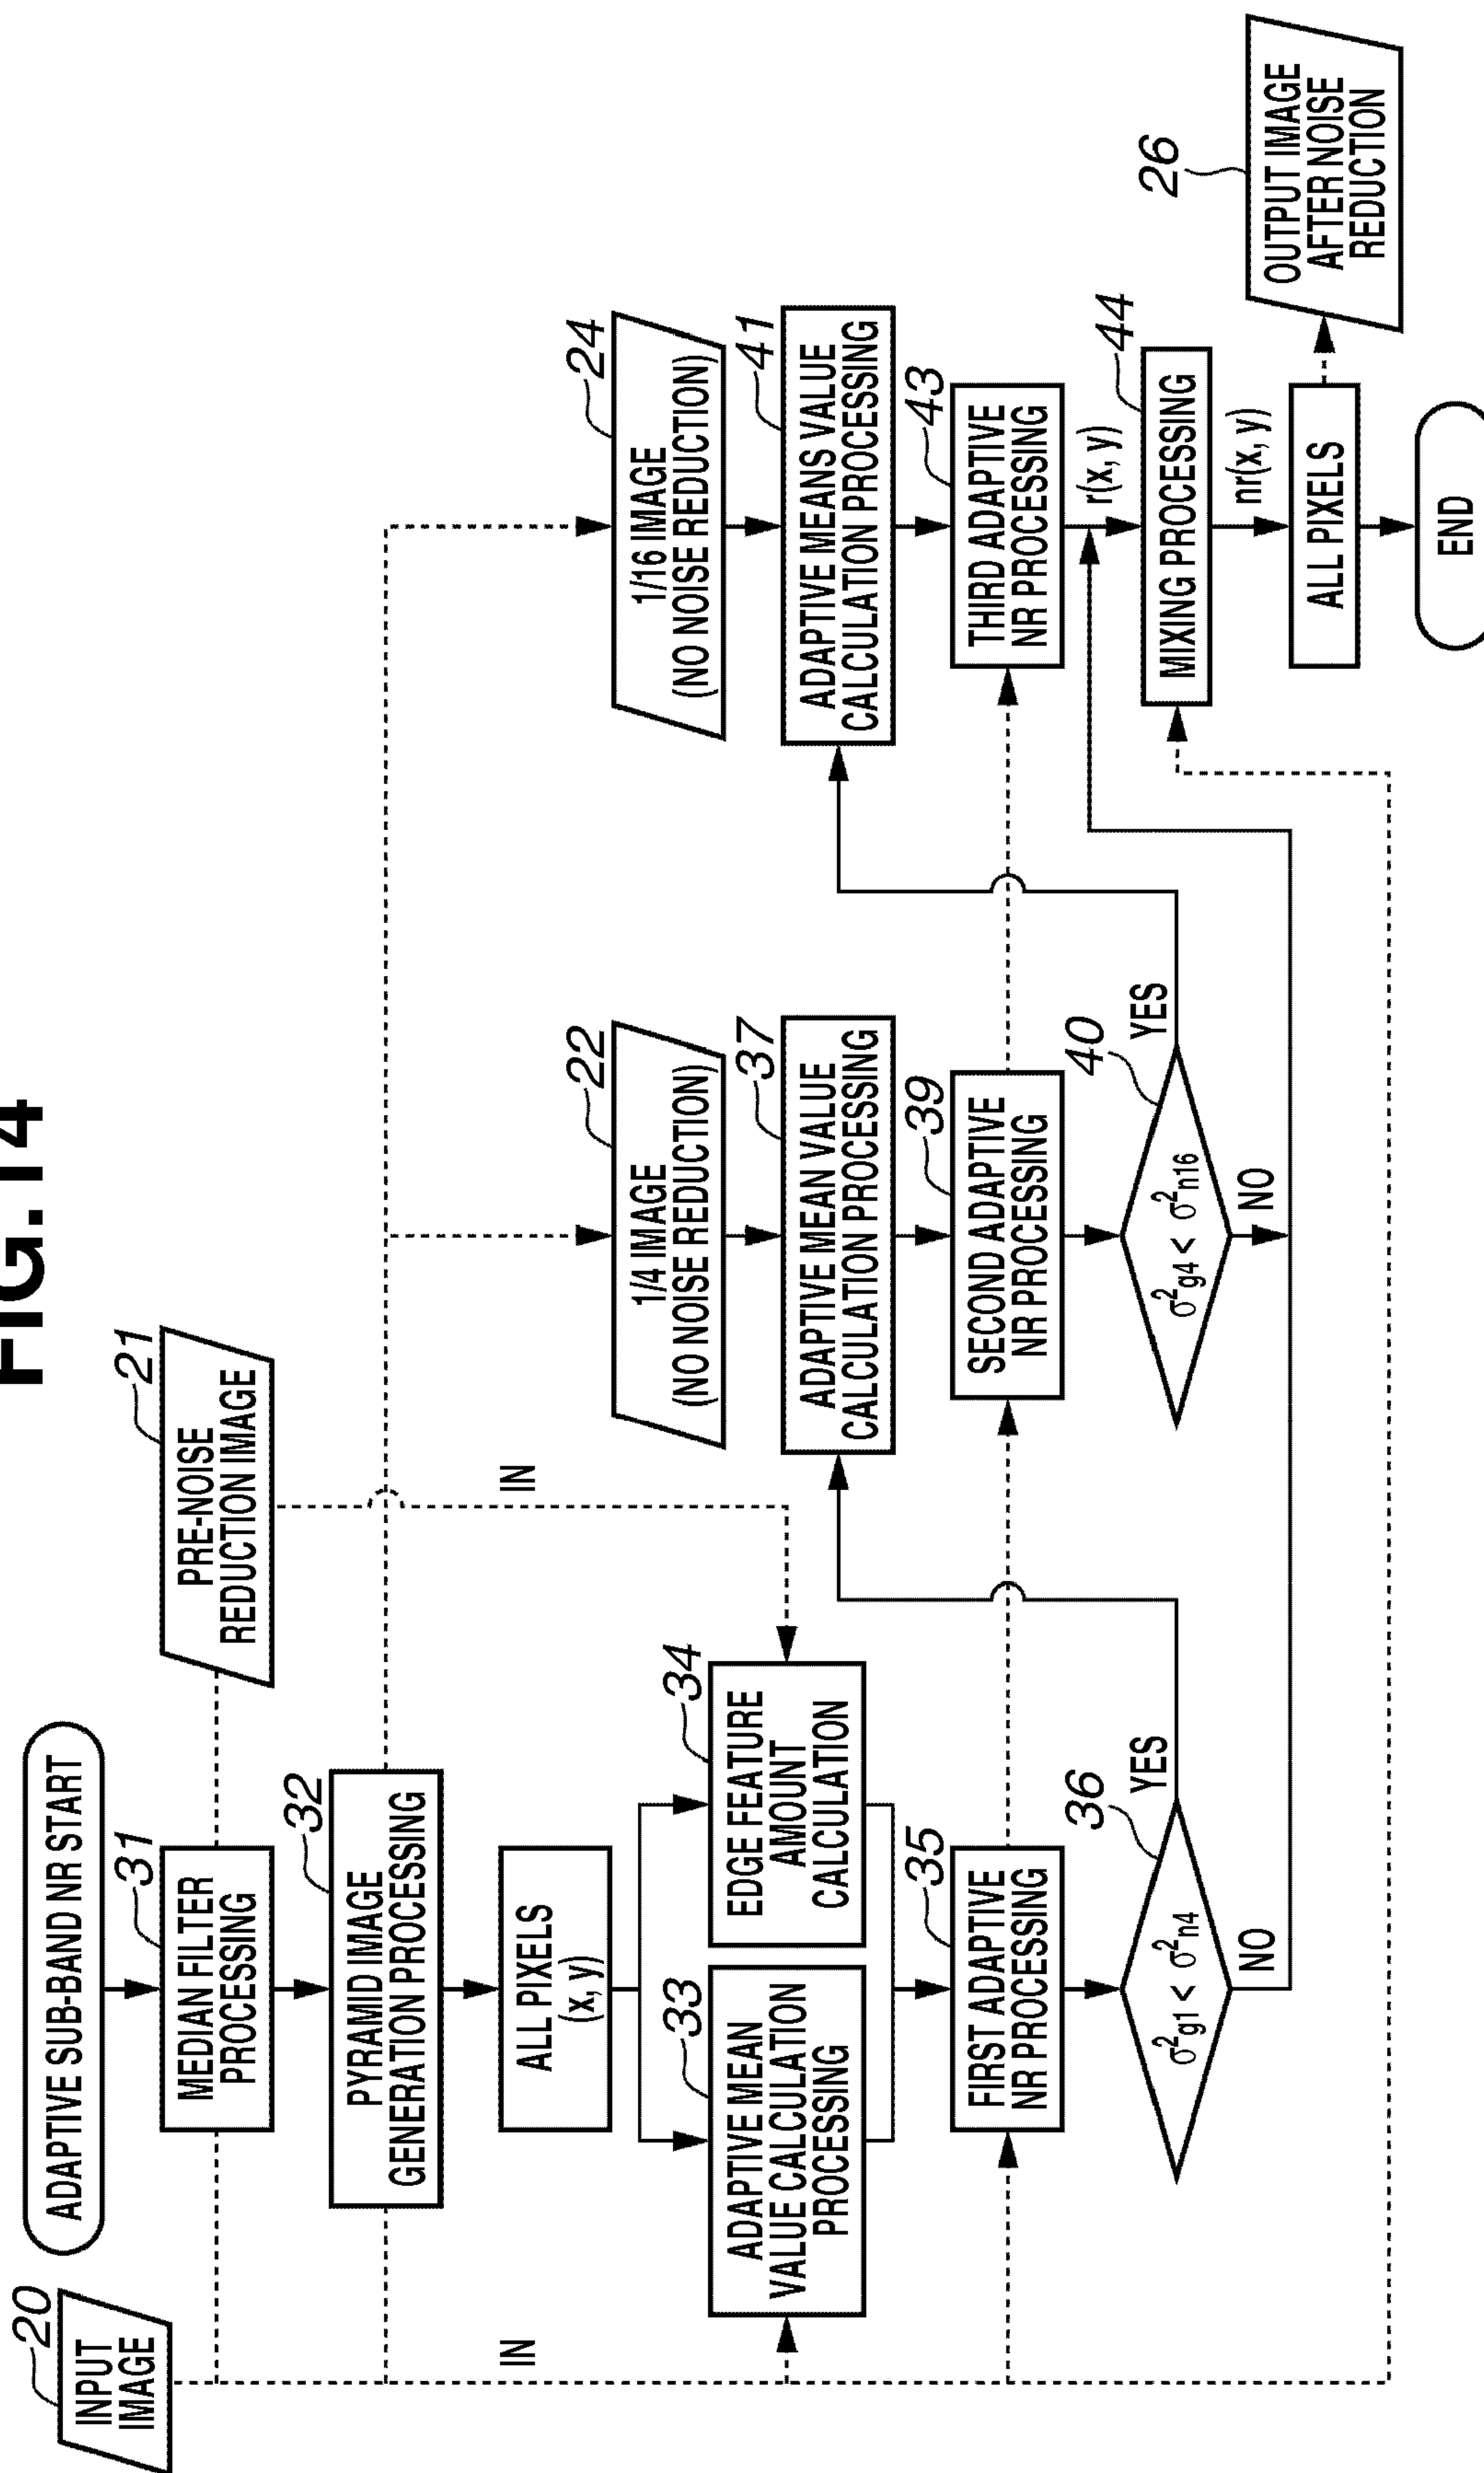 FIG.14
20
INPUT
IMAGE
ADAPTIVE SUB-BAND NR START
31
MEDIAN FILTER
PROCESSING
21
PRE-NOISE
REDUCTION IMAGE
32
PYRAMID IMAGE
GENERATION PROCESSING
IN
ALL PIXELS
(x, y)
IN
33
ADAPTIVE MEAN
VALUE CALCULATION
PROCESSING
34
EDGE FEATURE
AMOUNT
CALCULATION
35
FIRST ADAPTIVE
NR PROCESSING
36
σ²g1 < σ²n4
YES
NO
22
1/4 IMAGE
(NO NOISE REDUCTION)
37
ADAPTIVE MEAN VALUE
CALCULATION PROCESSING
39
SECOND ADAPTIVE
NR PROCESSING
40
σ²g4 < σ²n16
YES
NO
24
1/16 IMAGE
(NO NOISE REDUCTION)
41
ADAPTIVE MEANS VALUE
CALCULATION PROCESSING
43
THIRD ADAPTIVE
NR PROCESSING
r(x, y)
44
MIXING PROCESSING
nr(x, y)
ALL PIXELS
26
OUTPUT IMAGE
AFTER NOISE
REDUCTION
END